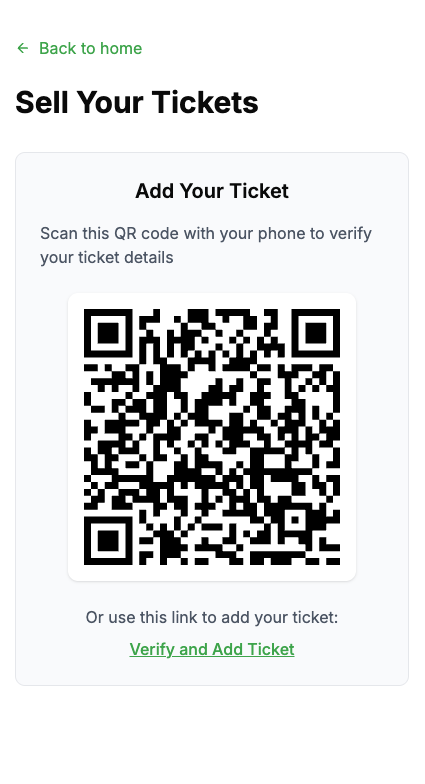 ← Back to home
Sell Your Tickets
Add Your Ticket
Scan this QR code with your phone to verify
your ticket details
Or use this link to add your ticket:
Verify and Add Ticket